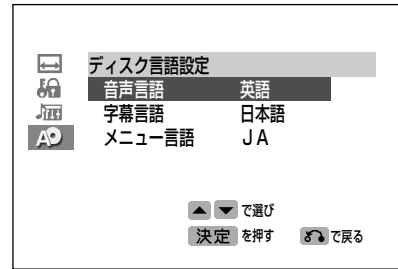 ディスク言語設定
音声言語 英語
字幕言語 日本語
メニュー言語 JA
▲ ▼ で選び
決定 を押す で戻る